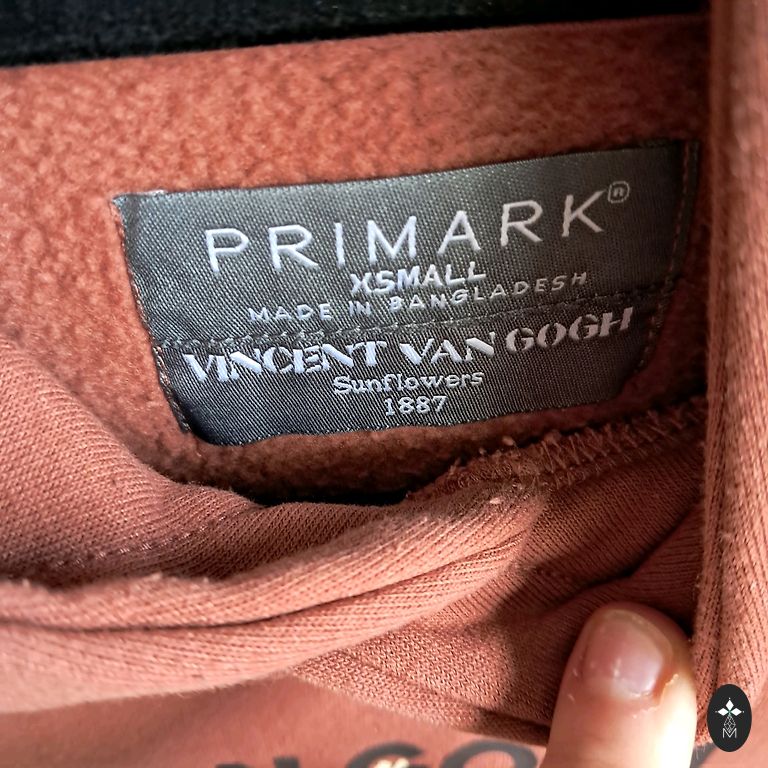 PRIMARK®
XSMALL
MADE IN BANGLADESH
VINCENT VAN GOGH
Sunflowers
1887
M